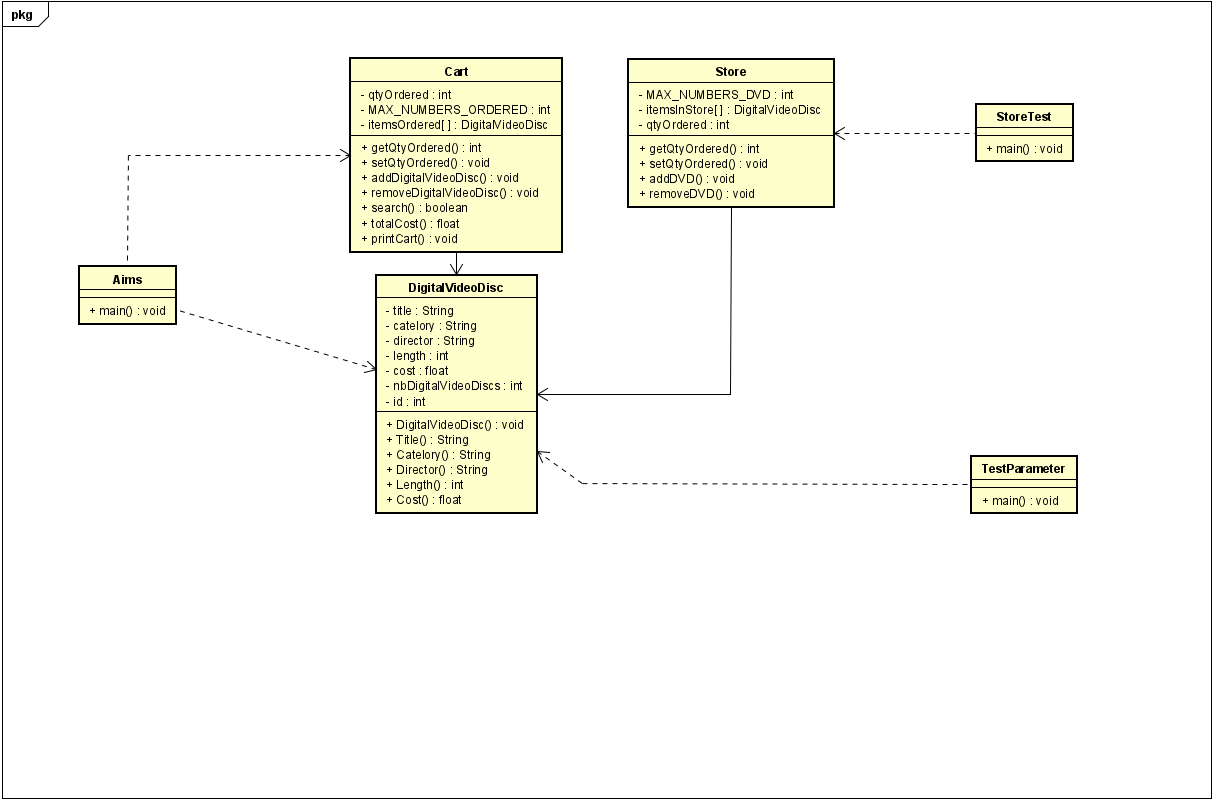 pkg
Cart
- qtyOrdered : int
- MAX_NUMBERS_ORDERED : int
- itemsOrdered[ ] : DigitalVideoDisc
+ getQtyOrdered() : int
+ setQtyOrdered() : void
+ addDigitalVideoDisc() : void
+ removeDigitalVideoDisc() : void
+ search() : boolean
+ totalCost() : float
+ printCart() : void
Store
- MAX_NUMBERS_DVD : int
- itemsInStore[ ] : DigitalVideoDisc
- qtyOrdered : int
+ getQtyOrdered() : int
+ setQtyOrdered() : void
+ addDVD() : void
+ removeDVD() : void
StoreTest
+ main() : void
Aims
+ main() : void
DigitalVideoDisc
- title : String
- catelory : String
- director : String
- length : int
- cost : float
- nbDigitalVideoDiscs : int
- id : int
+ DigitalVideoDisc() : void
+ Title() : String
+ Catelory() : String
+ Director() : String
+ Length() : int
+ Cost() : float
TestParameter
+ main() : void